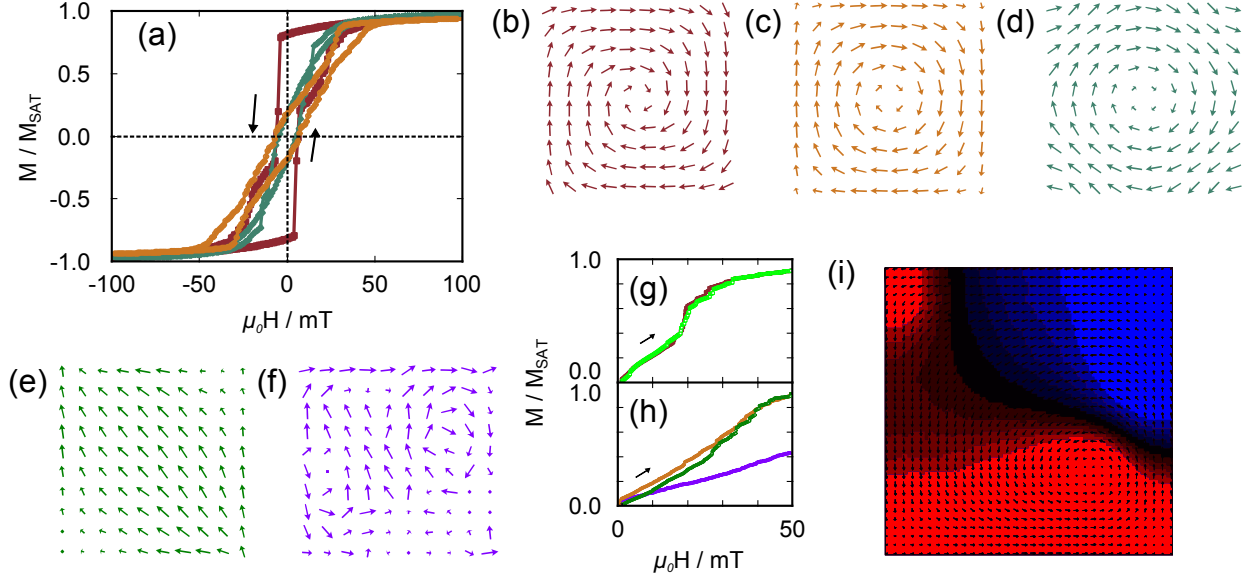 (a)
M / M_SAT
1.0
0.5
0.0
-0.5
-1.0
-100 -50 0 50 100
μ₀H / mT
(b)
(c)
(d)
(e)
(f)
(g)
1.0
0.0
(h)
1.0
0.0
M / M_SAT
0 50
μ₀H / mT
(i)